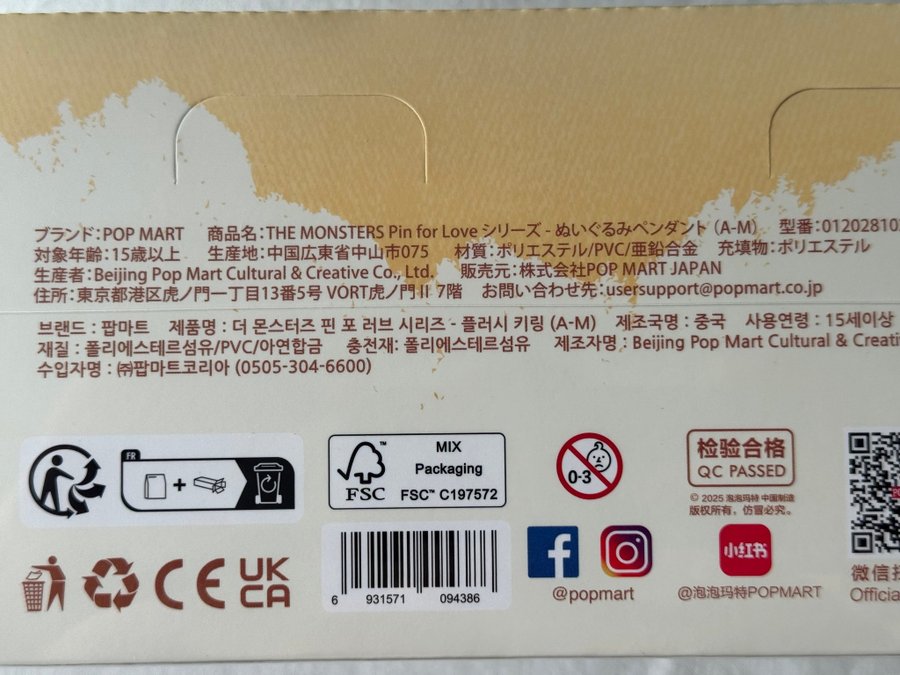 ブランド:POP MART 商品名:THE MONSTERS Pin for Love シリーズ - ぬいぐるみペンダント (A-M) 型番:0120281
対象年齢:15歳以上 生産地:中国広東省中山市075 材質:ポリエステル/PVC/亜鉛合金 充填物:ポリエステル
生産者:Beijing Pop Mart Cultural & Creative Co., Ltd. 販売元:株式会社POP MART JAPAN
住所:東京都港区虎ノ門一丁目13番5号 VORT虎ノ門Ⅱ 7階 お問い合わせ先:usersupport@popmart.co.jp
브랜드 : 팝마트 제품명 : 더 몬스터즈 핀 포 러브 시리즈 - 플러시 키링 (A-M) 제조국명 : 중국 사용연령 : 15세이상
재질 : 폴리에스테르섬유/PVC/아연합금 충전재: 폴리에스테르섬유 제조자명 : Beijing Pop Mart Cultural & Creati
수입자명 : ㈜팝마트코리아 (0505-304-6600)
FR
+
FSC
MIX
Packaging
FSC™ C197572
0-3
检验合格
QC PASSED
© 2025 泡泡玛特 中国制造
版权所有，仿冒必究。
CE
UK
CA
6 931571 094386
@popmart
小红书
@泡泡玛特POPMART
微信
Officia